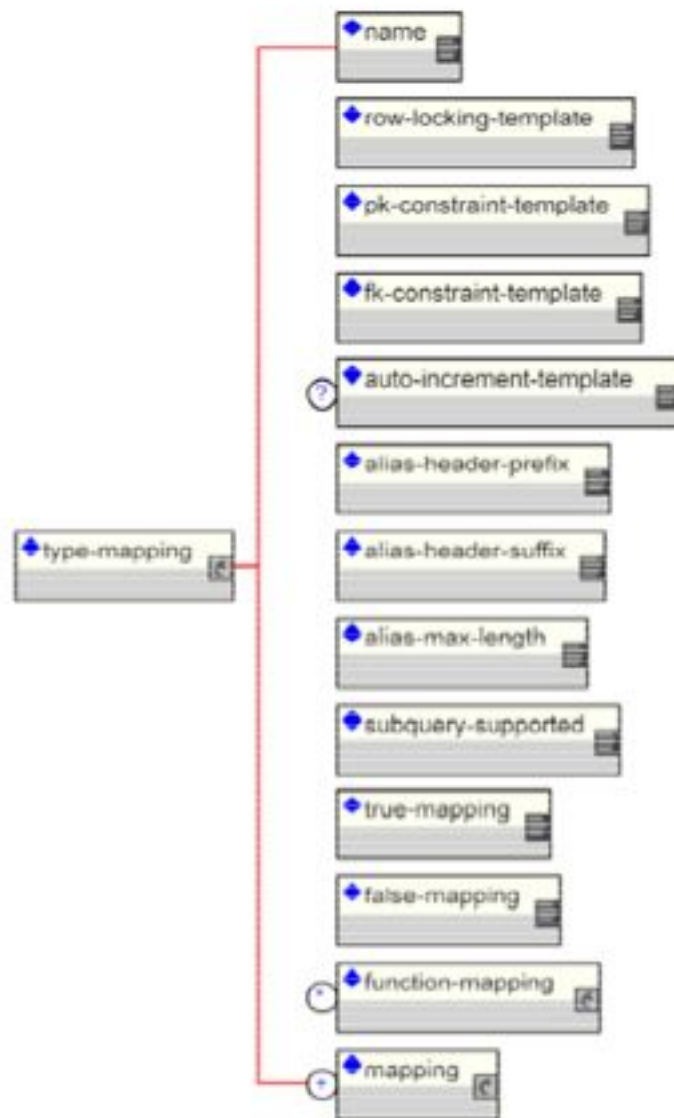 name
row-locking-template
pk-constraint-template
fk-constraint-template
?
auto-increment-template
alias-header-prefix
type-mapping
alias-header-suffix
alias-max-length
subquery-supported
true-mapping
false-mapping
*
function-mapping
+
mapping